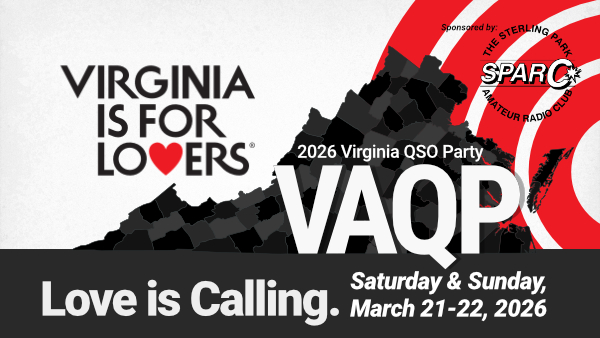 Sponsored by:
THE STERLING PARK
SPARC
AMATEUR RADIO CLUB
VIRGINIA
IS FOR
LOVERS®
2026 Virginia QSO Party
VAQP
Love is Calling.
Saturday & Sunday,
March 21-22, 2026